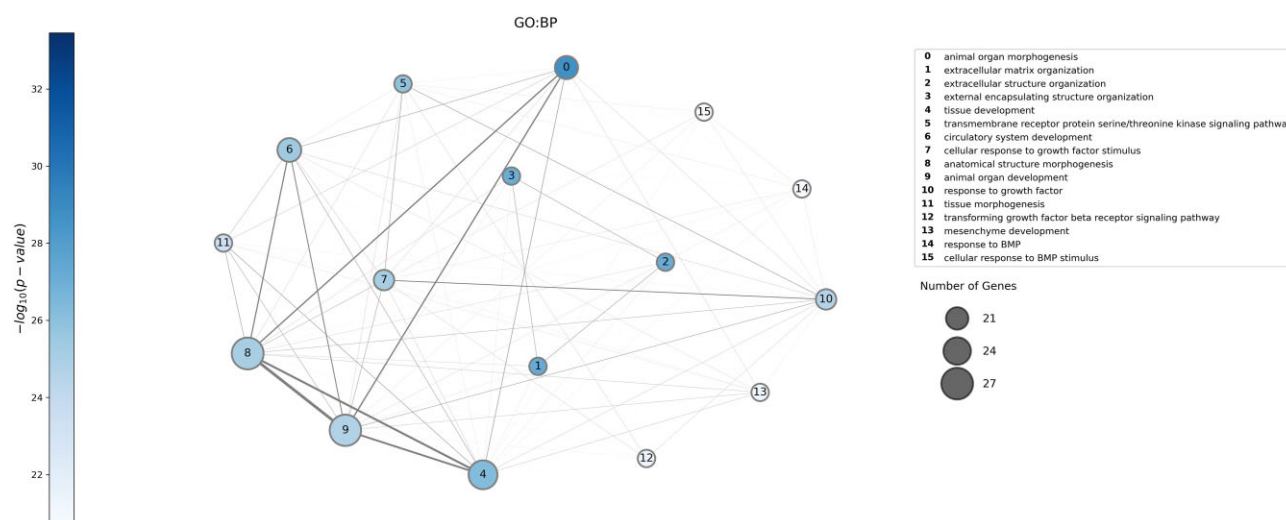 GO:BP
0 animal organ morphogenesis
1 extracellular matrix organization
2 extracellular structure organization
3 external encapsulating structure organization
4 tissue development
5 transmembrane receptor protein serine/threonine kinase signaling pathwa
6 circulatory system development
7 cellular response to growth factor stimulus
8 anatomical structure morphogenesis
9 animal organ development
10 response to growth factor
11 tissue morphogenesis
12 transforming growth factor beta receptor signaling pathway
13 mesenchyme development
14 response to BMP
15 cellular response to BMP stimulus
Number of Genes
21
24
27
−log10(p − value)
32
30
28
26
24
22
0
5
15
6
3
14
11
2
7
10
8
1
13
9
12
4